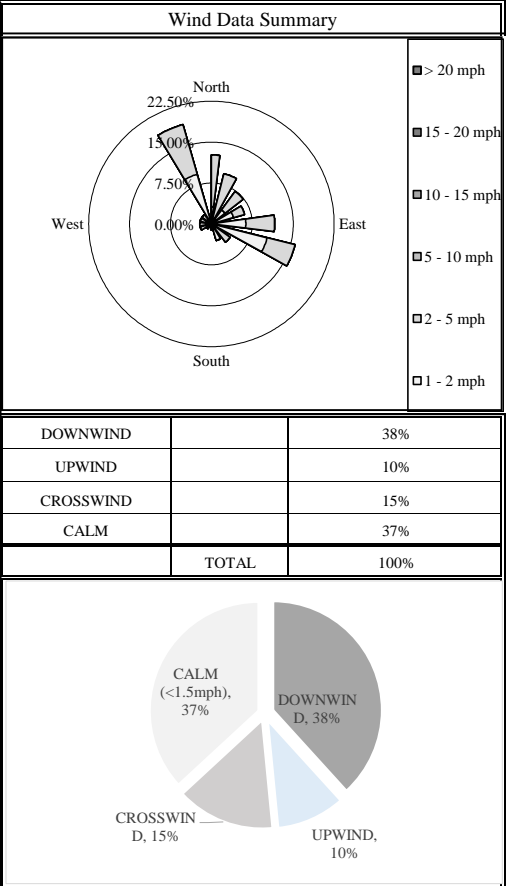 Wind Data Summary
North
22.50%
15.00%
7.50%
0.00%
West
East
South
> 20 mph
15 - 20 mph
10 - 15 mph
5 - 10 mph
2 - 5 mph
1 - 2 mph
DOWNWIND 38%
UPWIND 10%
CROSSWIND 15%
CALM 37%
TOTAL 100%
CALM
(<1.5mph),
37%
DOWNWIN
D, 38%
CROSSWIN
D, 15%
UPWIND,
10%